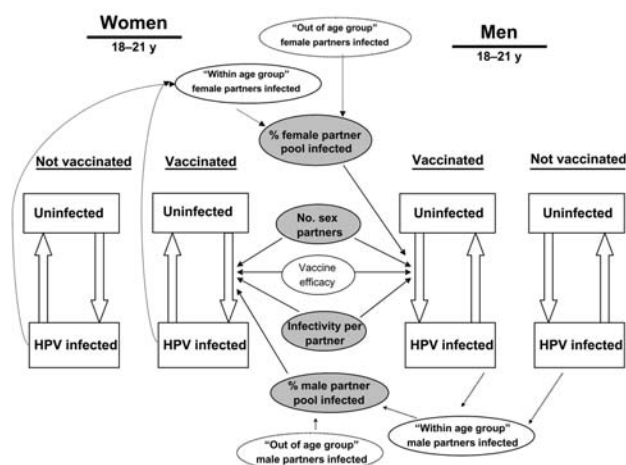 Women
18–21 y
"Out of age group"
female partners infected
Men
18–21 y
"Within age group"
female partners infected
% female partner
pool infected
Not vaccinated
Vaccinated
Vaccinated
Not vaccinated
Uninfected
Uninfected
Uninfected
Uninfected
No. sex
partners
Vaccine
efficacy
Infectivity per
partner
HPV infected
HPV infected
HPV infected
HPV infected
% male partner
pool infected
"Within age group"
male partners infected
"Out of age group"
male partners infected